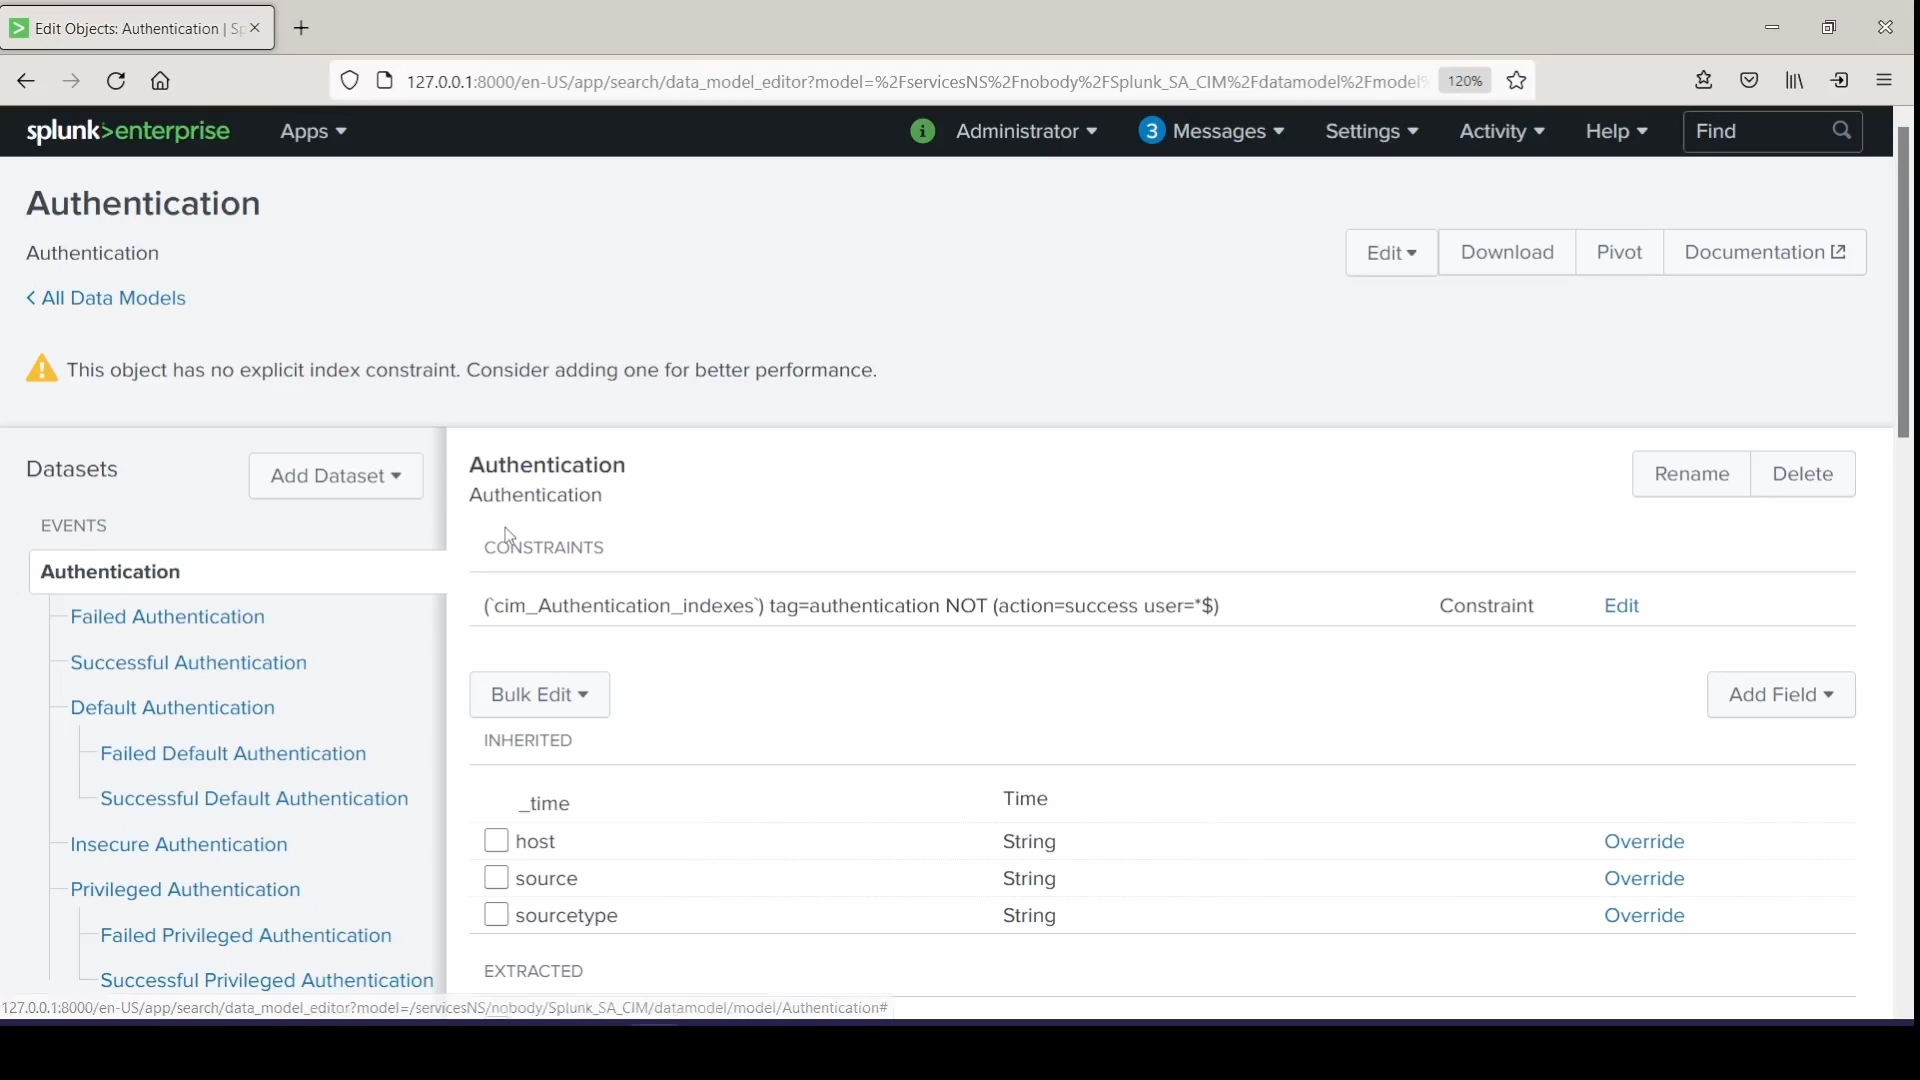 Edit Objects: Authentication | Sp
127.0.0.1:8000/en-US/app/search/data_model_editor?model=%2FservicesNS%2Fnobody%2FSplunk_SA_CIM%2Fdatamodel%2Fmodel%
120%
splunk>enterprise
Apps
i
Administrator
3 Messages
Settings
Activity
Help
Find
Authentication
Authentication
Edit
Download
Pivot
Documentation
< All Data Models
This object has no explicit index constraint. Consider adding one for better performance.
Datasets
Add Dataset
EVENTS
Authentication
Failed Authentication
Successful Authentication
Default Authentication
Failed Default Authentication
Successful Default Authentication
Insecure Authentication
Privileged Authentication
Failed Privileged Authentication
Successful Privileged Authentication
Authentication
Authentication
Rename
Delete
CONSTRAINTS
(`cim_Authentication_indexes`) tag=authentication NOT (action=success user=*$)
Constraint
Edit
Bulk Edit
Add Field
INHERITED
_time Time
host String Override
source String Override
sourcetype String Override
EXTRACTED
127.0.0.1:8000/en-US/app/search/data_model_editor?model=/servicesNS/nobody/Splunk_SA_CIM/datamodel/model/Authentication#